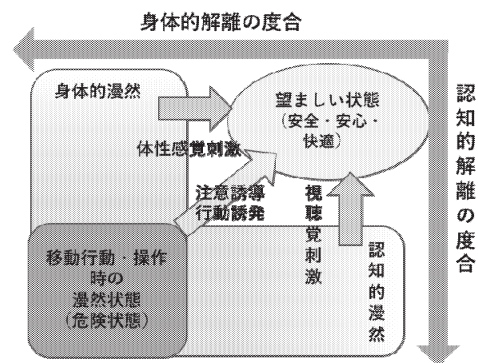 身体的解離の度合
身体的漫然
望ましい状態
（安全・安心・
快適）
体性感覚刺激
注意誘導
行動誘発
視聴覚刺激
認知的解離の度合
移動行動・操作
時の
漫然状態
（危険状態）
認知的漫然